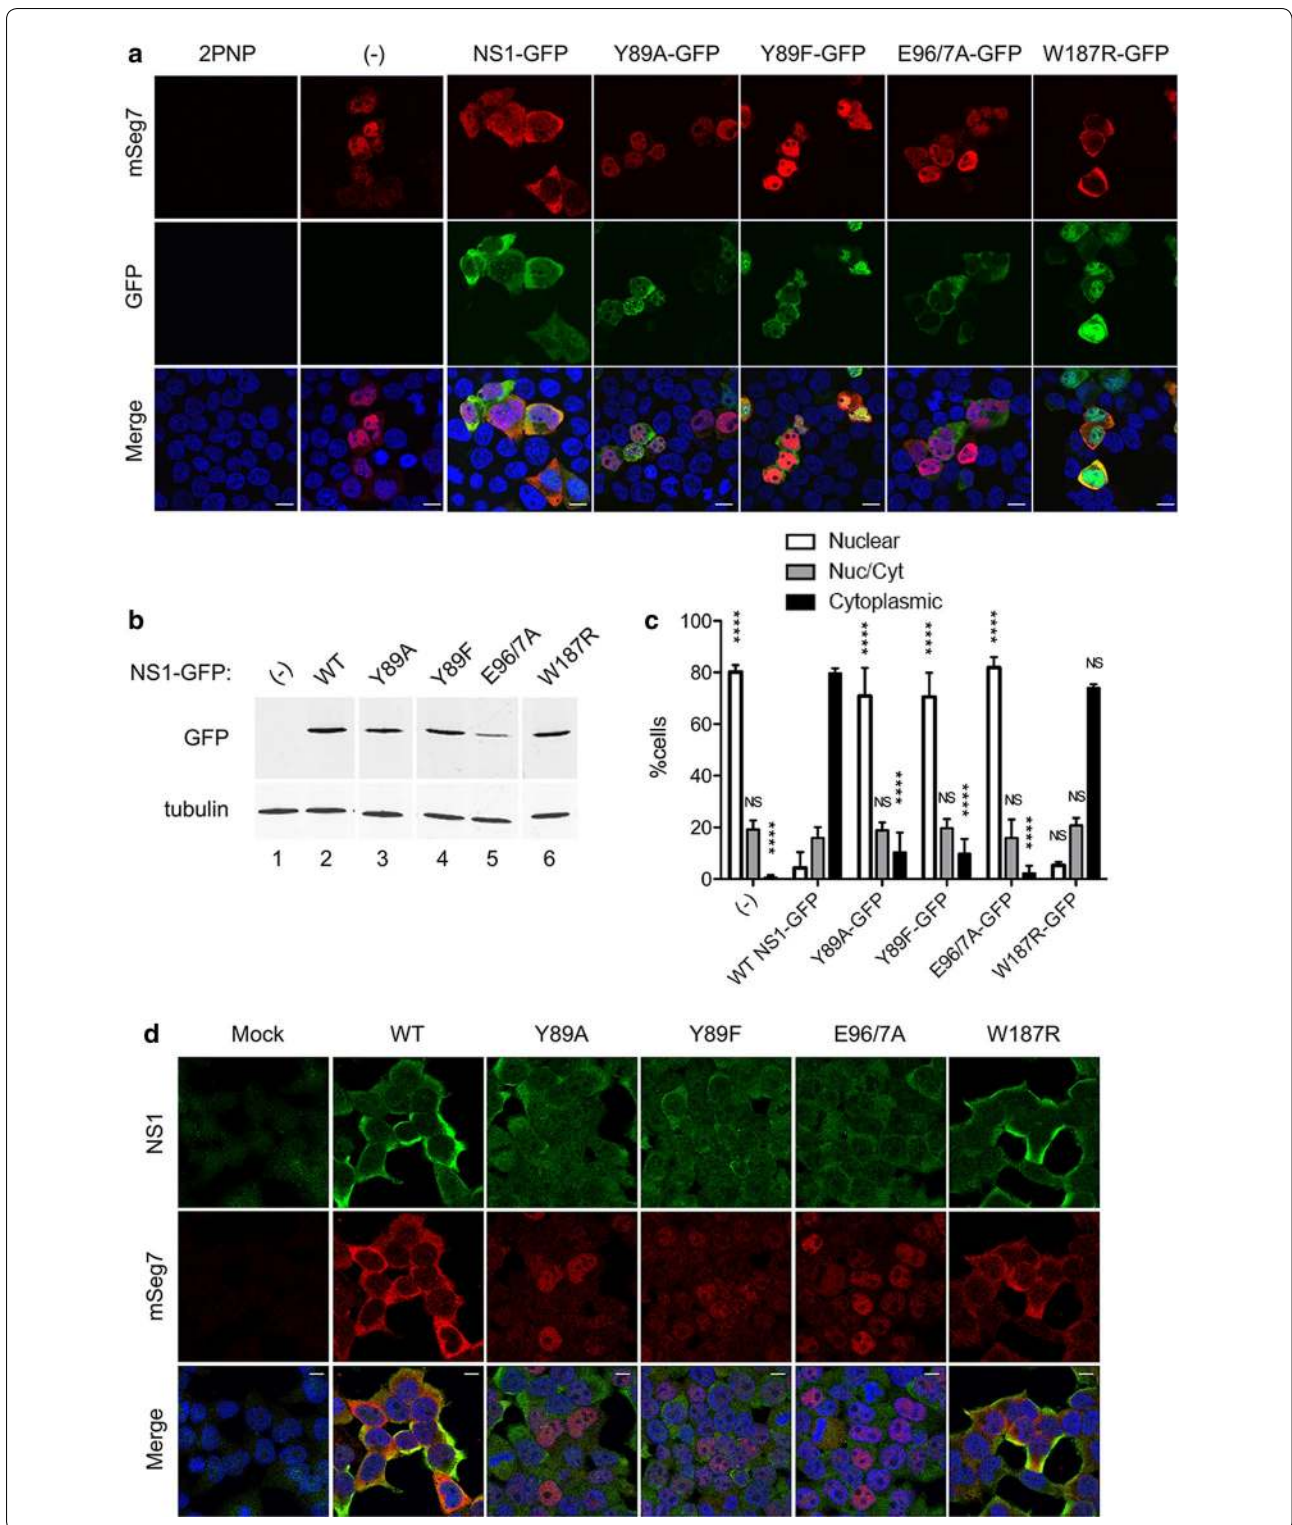 a
2PNP (-) NS1-GFP Y89A-GFP Y89F-GFP E96/7A-GFP W187R-GFP
mSeg7
GFP
Merge
b
NS1-GFP: (-) WT Y89A Y89F E96/7A W187R
GFP
tubulin
1 2 3 4 5 6
Nuclear
Nuc/Cyt
Cytoplasmic
c
%cells
100
80
60
40
20
0
**** NS ****
**** NS ****
**** NS ****
**** NS ****
NS NS NS
(-) WT NS1-GFP Y89A-GFP Y89F-GFP E96/7A-GFP W187R-GFP
d
Mock WT Y89A Y89F E96/7A W187R
NS1
mSeg7
Merge